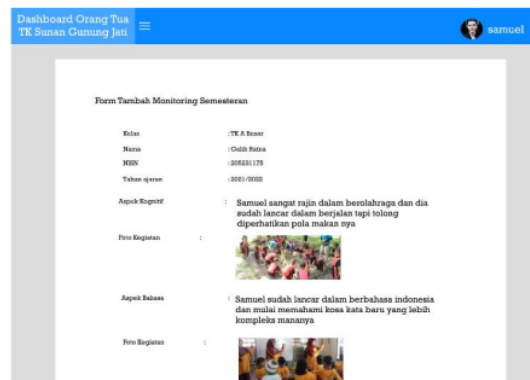 Dashboard Orang Tua
TK Sunan Gunung Jati
samuel
Form Tambah Monitoring Semesteran
Kelas : TK A Besar
Nama : Galih Ratna
NISN : 205231175
Tahun ajaran : 2021/2022
Aspek Kognitif : Samuel sangat rajin dalam berolahraga dan dia
sudah lancar dalam berjalan tapi tolong
diperhatikan pola makan nya
Foto Kegiatan :
Aspek Bahasa : Samuel sudah lancar dalam berbahasa indonesia
dan mulai memahami kosa kata baru yang lebih
kompleks mananya
Foto Kegiatan :